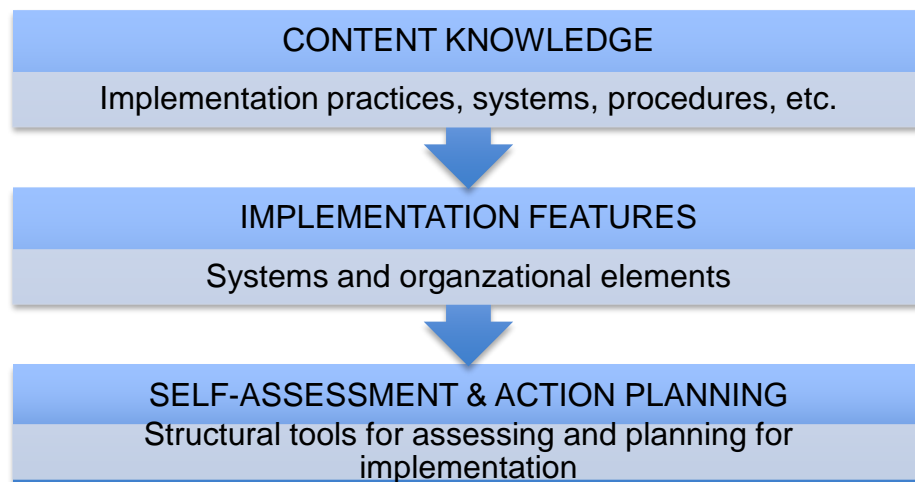 CONTENT KNOWLEDGE
Implementation practices, systems, procedures, etc.
IMPLEMENTATION FEATURES
Systems and organzational elements
SELF-ASSESSMENT & ACTION PLANNING
Structural tools for assessing and planning for
implementation